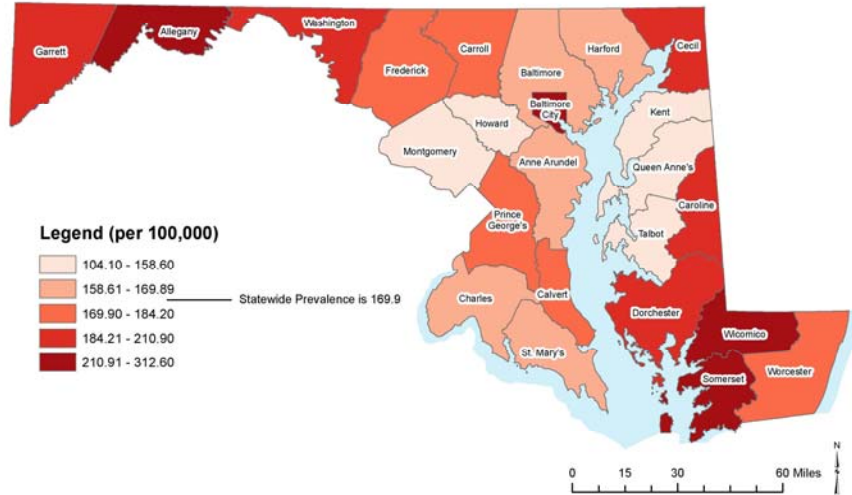 Garrett
Allegany
Washington
Frederick
Carroll
Baltimore
Harford
Cecil
Baltimore
City
Howard
Montgomery
Kent
Anne Arundel
Queen Anne's
Caroline
Prince
George's
Talbot
Legend (per 100,000)
104.10 - 158.60
158.61 - 169.89
169.90 - 184.20
184.21 - 210.90
210.91 - 312.60
Statewide Prevalence is 169.9
Charles
Calvert
Dorchester
St. Mary's
Wicomico
Somerset
Worcester
N
0 15 30 60 Miles